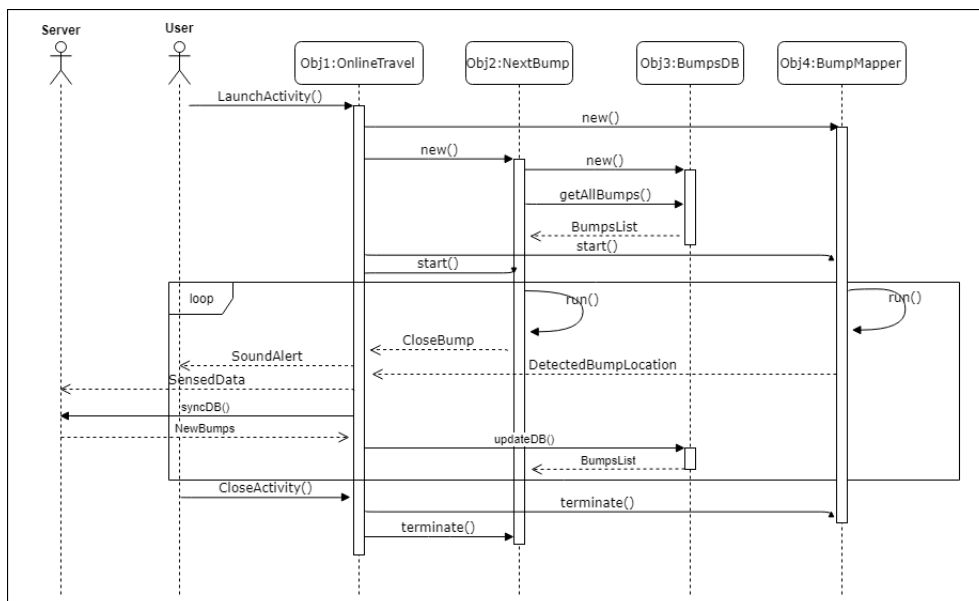 Server
User
Obj1:OnlineTravel
Obj2:NextBump
Obj3:BumpsDB
Obj4:BumpMapper
LaunchActivity()
new()
new()
new()
getAllBumps()
BumpsList
start()
start()
loop
run()
run()
CloseBump
SoundAlert
DetectedBumpLocation
SensedData
syncDB()
NewBumps
updateDB()
BumpsList
CloseActivity()
terminate()
terminate()